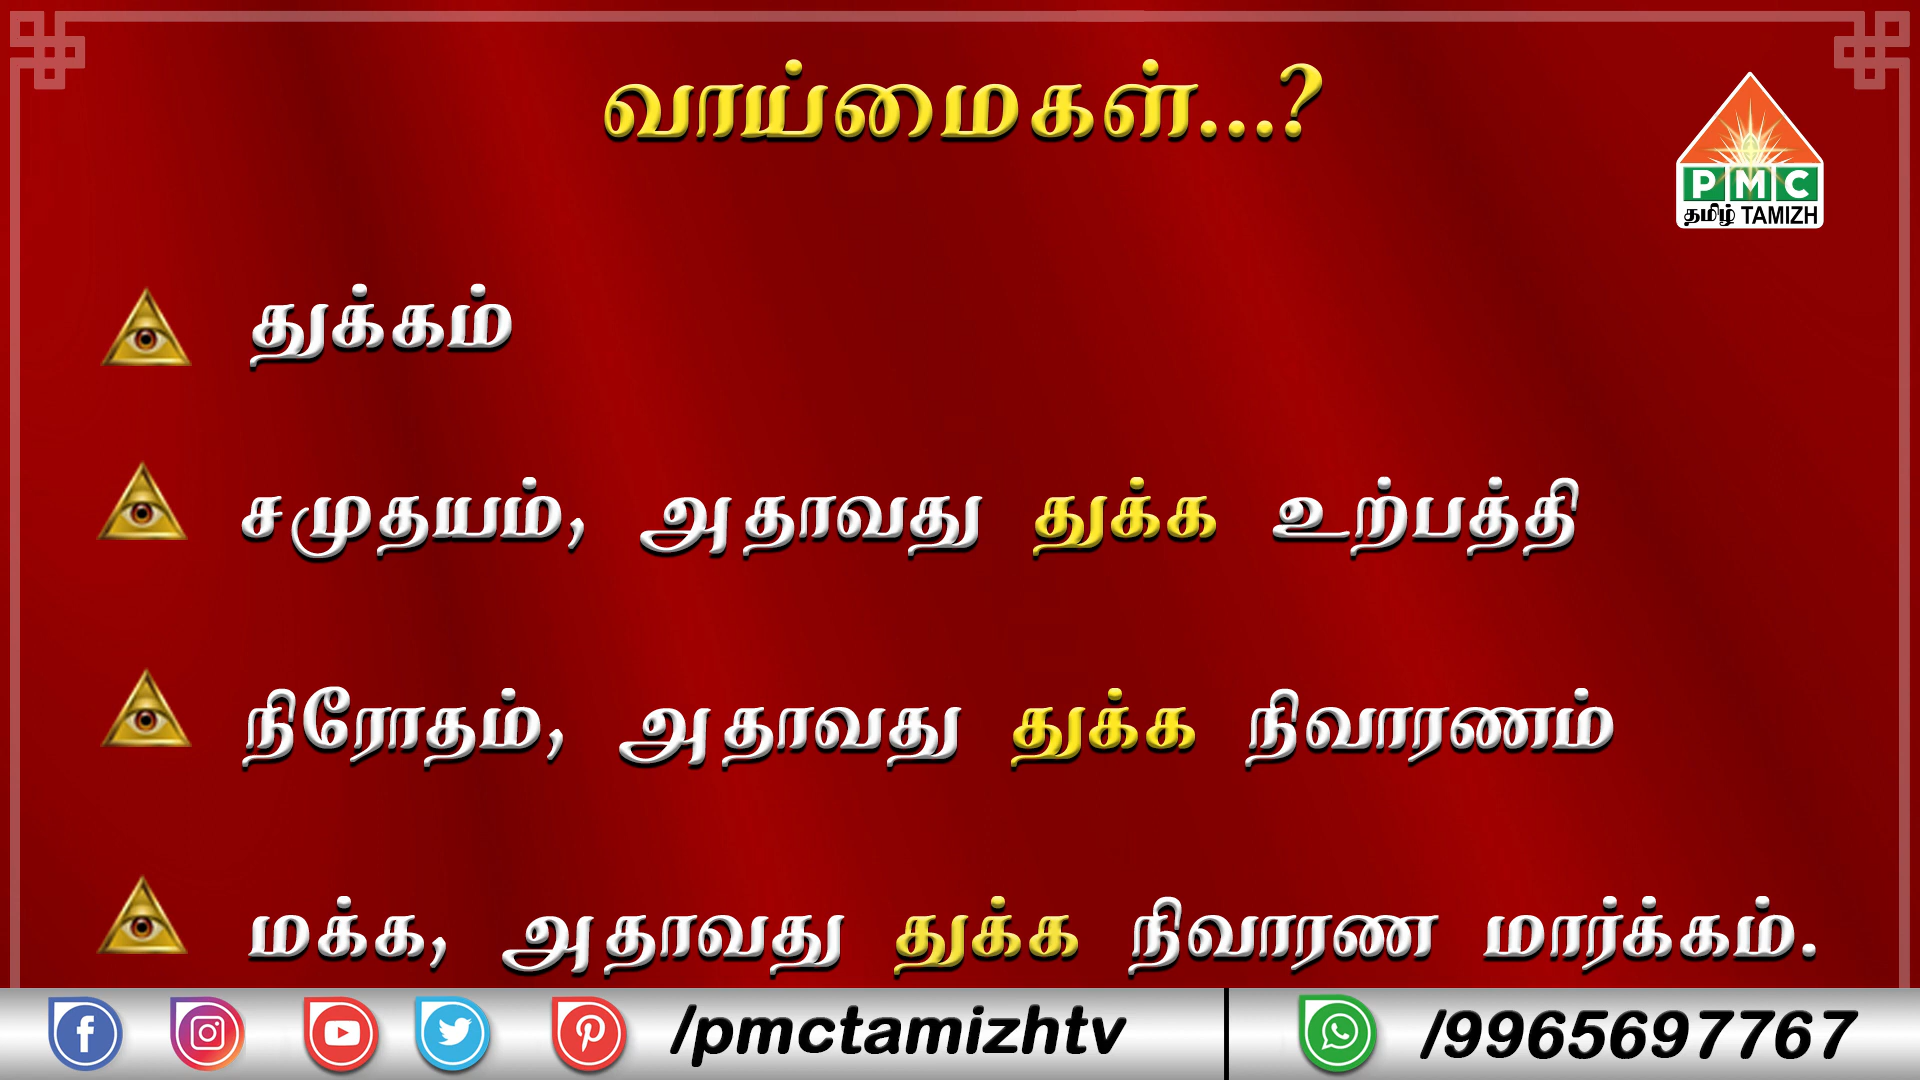 வாய்மைகள்...?
PMC
தமிழ் TAMIZH
துக்கம்
சமுதயம், அதாவது துக்க உற்பத்தி
நிரோதம், அதாவது துக்க நிவாரணம்
மக்க, அதாவது துக்க நிவாரண மார்க்கம்.
/pmctamizhtv
/9965697767